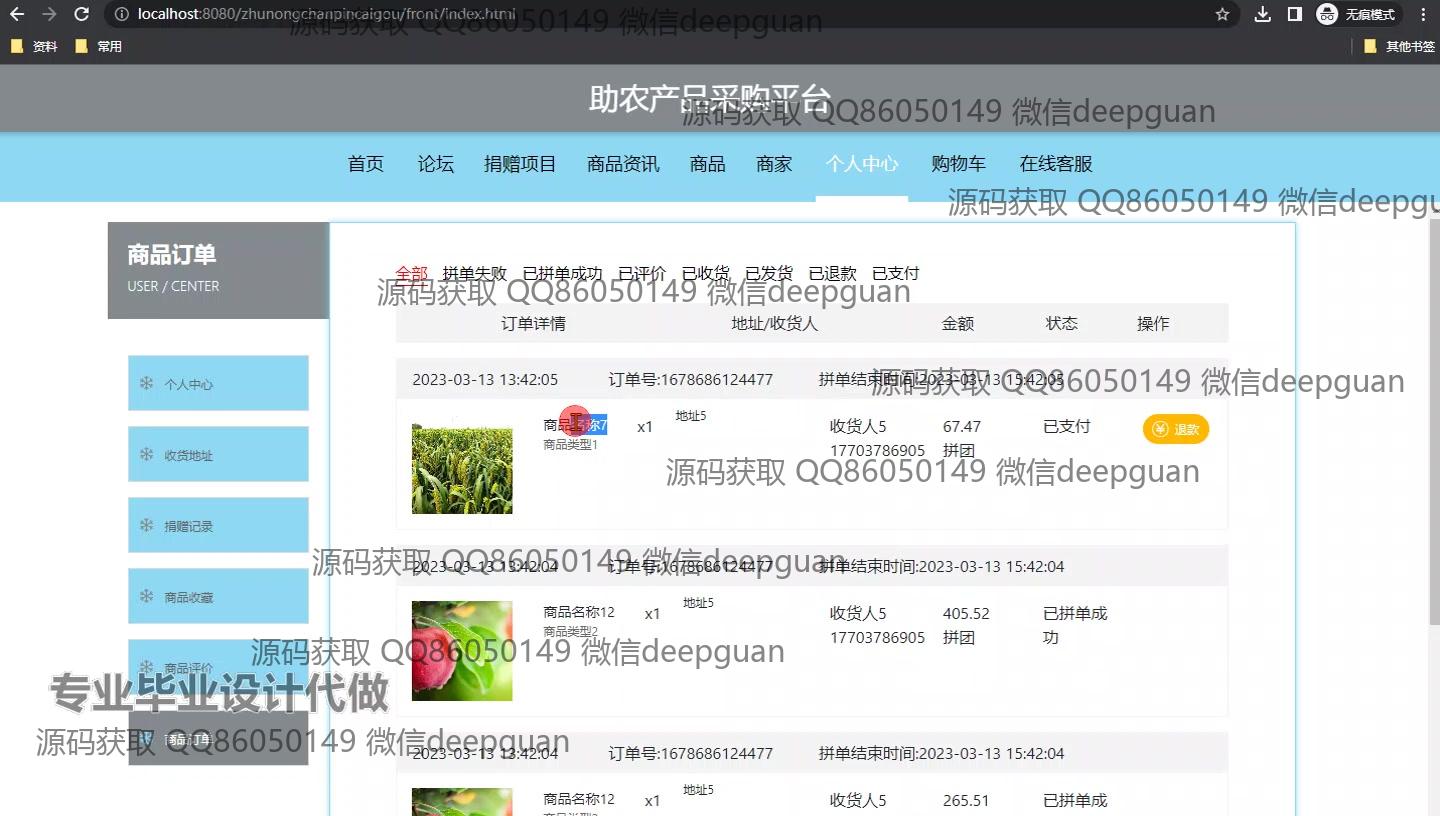 localhost:8080/zhunongchanpincaigou/front/index.html
无痕模式
资料
常用
其他书签
源码获取 QQ86050149 微信deepguan
助农产品采购平台
源码获取 QQ86050149 微信deepguan
首页 论坛 捐赠项目 商品资讯 商品 商家 个人中心 购物车 在线客服
源码获取 QQ86050149 微信deepgu
商品订单
USER / CENTER
个人中心
收货地址
捐赠记录
商品收藏
商品评价
商品订单
全部 拼单失败 已拼单成功 已评价 已收货 已发货 已退款 已支付
源码获取 QQ86050149 微信deepguan
订单详情 地址/收货人 金额 状态 操作
2023-03-13 13:42:05 订单号:1678686124477 拼单结束时间:2023-03-13 15:42:05
源码获取 QQ86050149 微信deepguan
商品名称7 x1 地址5 收货人5 67.47 已支付 退款
商品类型1 17703786905 拼团
源码获取 QQ86050149 微信deepguan
2023-03-13 13:42:04 订单号:1678686124477 拼单结束时间:2023-03-13 15:42:04
源码获取 QQ86050149 微信deepguan
商品名称12 x1 地址5 收货人5 405.52 已拼单成
商品类型2 17703786905 拼团 功
源码获取 QQ86050149 微信deepguan
专业毕业设计代做
源码获取 QQ86050149 微信deepguan
2023-03-13 13:42:04 订单号:1678686124477 拼单结束时间:2023-03-13 15:42:04
商品名称12 x1 地址5 收货人5 265.51 已拼单成